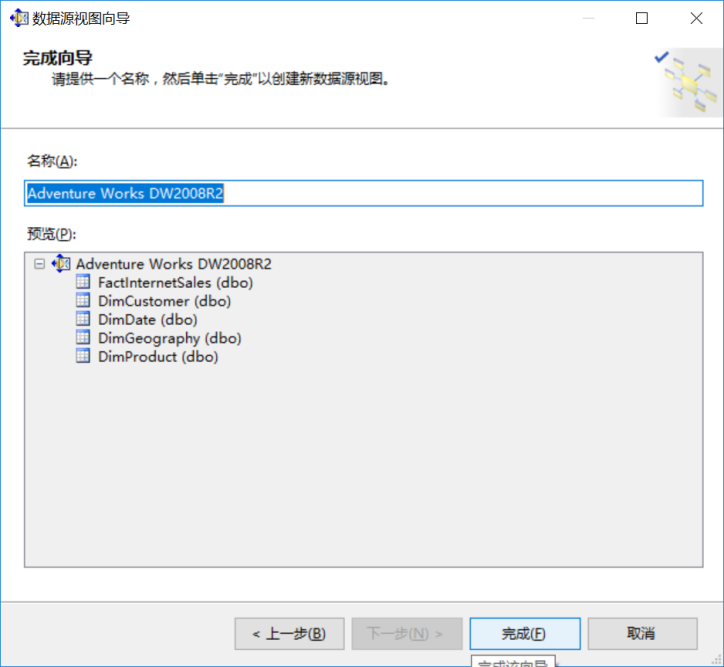 数据源视图向导
完成向导
请提供一个名称，然后单击“完成”以创建新数据源视图。
名称(A):
Adventure Works DW2008R2
预览(P):
Adventure Works DW2008R2
FactInternetSales (dbo)
DimCustomer (dbo)
DimDate (dbo)
DimGeography (dbo)
DimProduct (dbo)
< 上一步(B) 下一步(N) > 完成(F) 取消
完成该向导